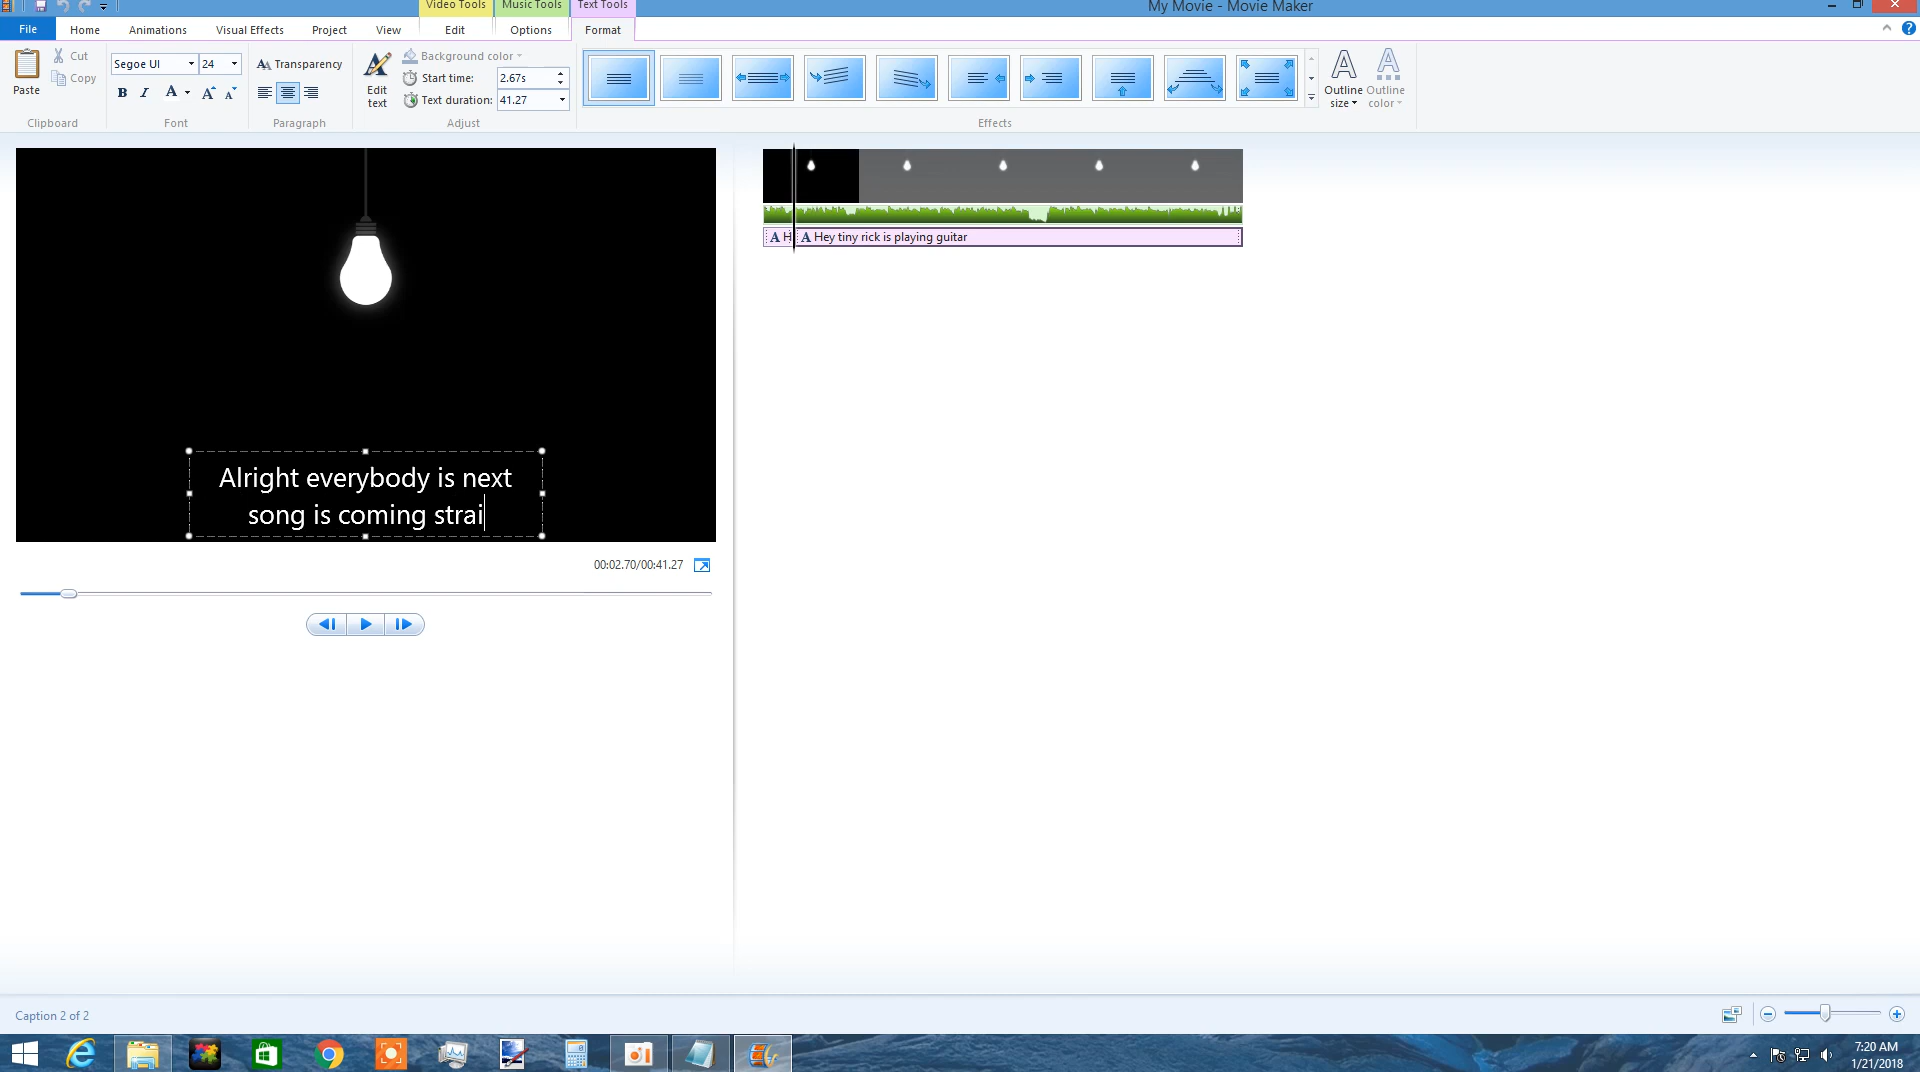 Video Tools Music Tools Text Tools My Movie - Movie Maker
File Home Animations Visual Effects Project View Edit Options Format
Paste
Cut
Copy
Clipboard
Segoe UI 24
Font
Transparency
Paragraph
Edit
text
Background color
Start time: 2.67s
Text duration: 41.27
Adjust
Effects
Outline
size
Outline
color
Alright everybody is next
song is coming strai
00:02.70/00:41.27
A H
A Hey tiny rick is playing guitar
Caption 2 of 2
7:20 AM
1/21/2018